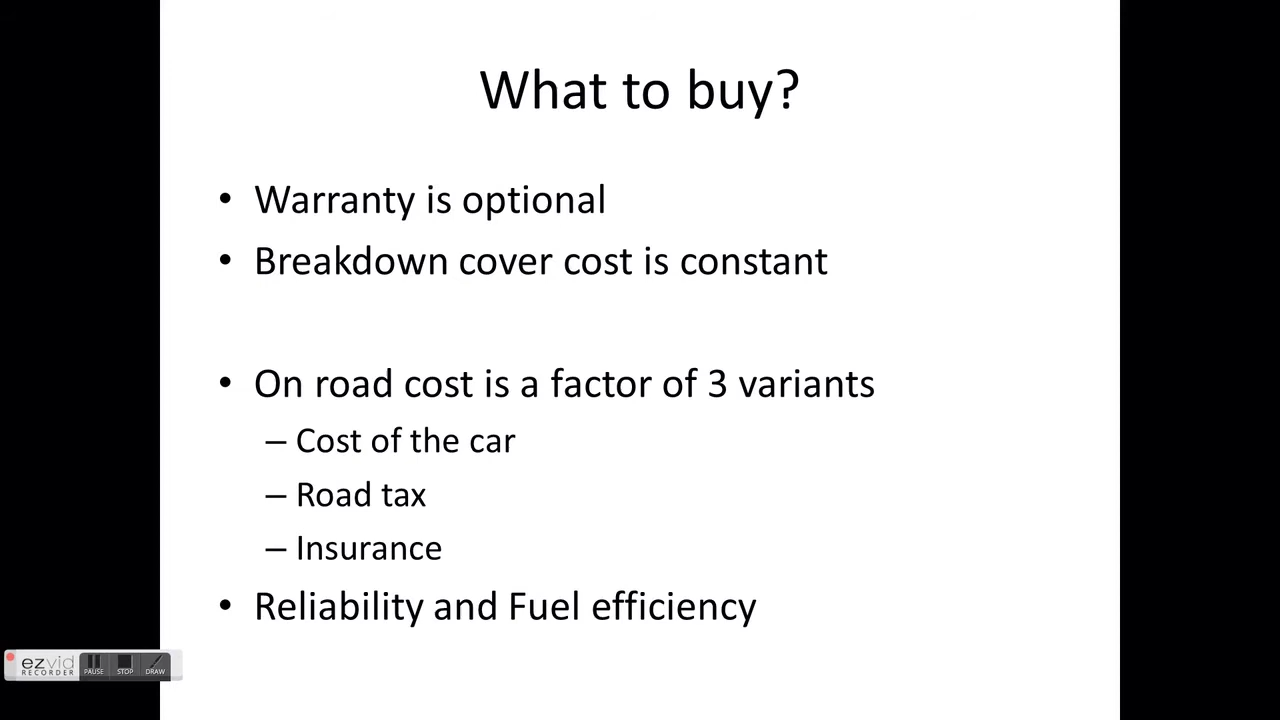 What to buy?
• Warranty is optional
• Breakdown cover cost is constant
• On road cost is a factor of 3 variants
– Cost of the car
– Road tax
– Insurance
• Reliability and Fuel efficiency
ezvid
RECORDER
PAUSE STOP DRAW